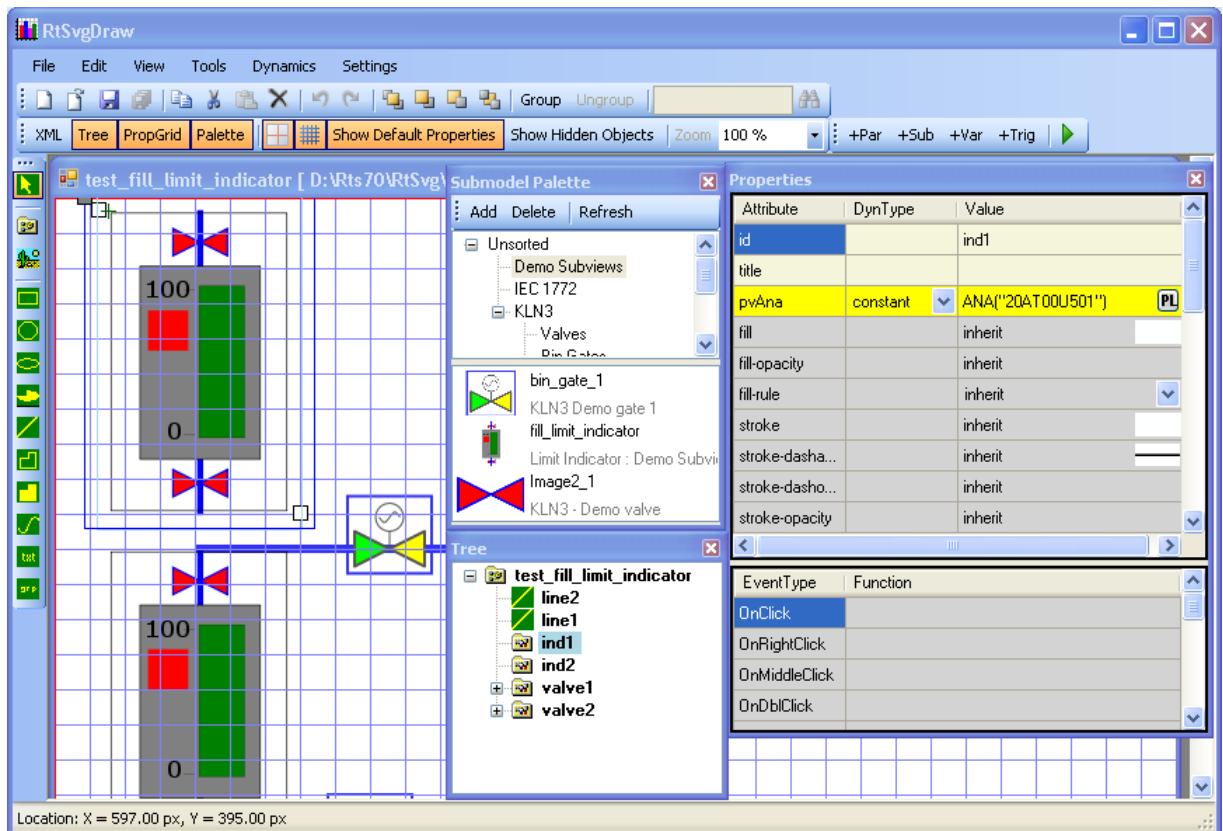 RtSvgDraw
File Edit View Tools Dynamics Settings
Group Ungroup
XML Tree PropGrid Palette Show Default Properties Show Hidden Objects Zoom 100 % +Par +Sub +Var +Trig
test_fill_limit_indicator [ D:\Rts70\RtSvg\
100
0
100
0
txt
Submodel Palette
Add Delete Refresh
Unsorted
Demo Subviews
IEC 1772
KLN3
Valves
Bin Gates
bin_gate_1
KLN3 Demo gate 1
fill_limit_indicator
Limit Indicator : Demo Subvi
Image2_1
KLN3 - Demo valve
Tree
test_fill_limit_indicator
line2
line1
ind1
ind2
valve1
valve2
Properties
Attribute DynType Value
id ind1
title
pvAna constant ANA("20AT00U501") PL
fill inherit
fill-opacity inherit
fill-rule inherit
stroke inherit
stroke-dasha... inherit
stroke-dasho... inherit
stroke-opacity inherit
EventType Function
OnClick
OnRightClick
OnMiddleClick
OnDblClick
Location: X = 597.00 px, Y = 395.00 px